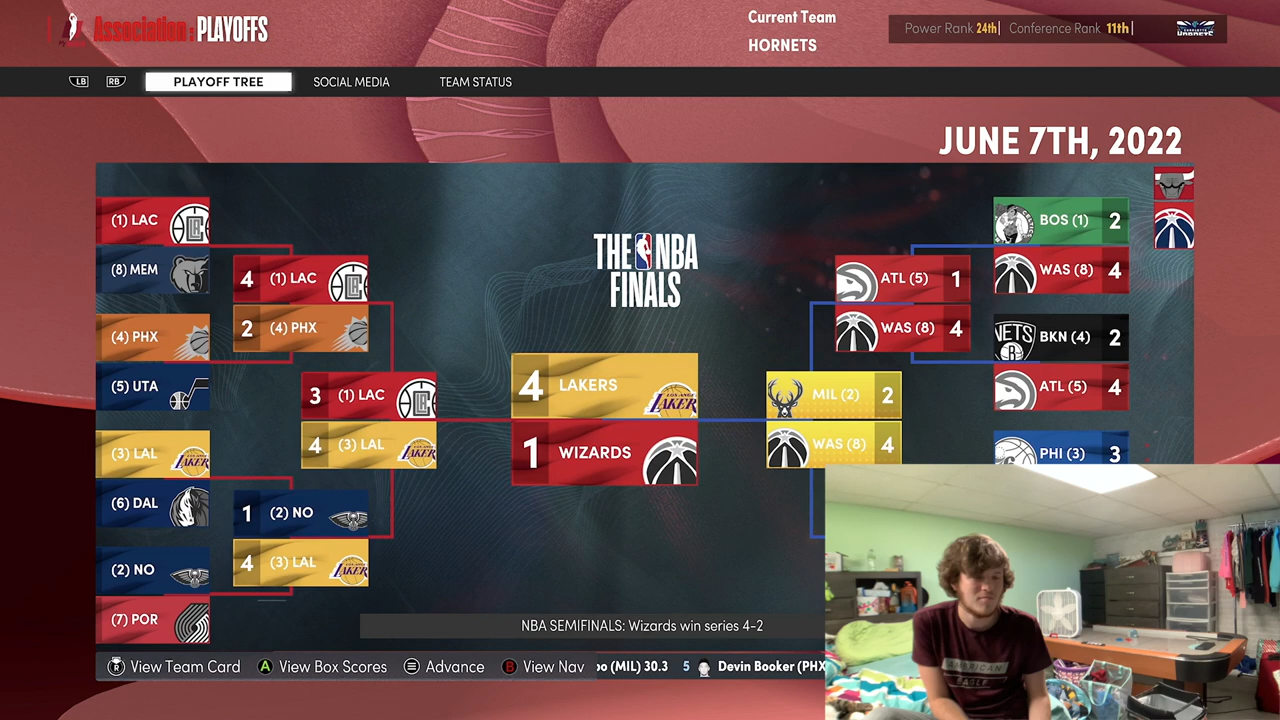 Association PLAYOFFS
Current Team
HORNETS
Power Rank 24th| Conference Rank 11th|
LB RB PLAYOFF TREE SOCIAL MEDIA TEAM STATUS
JUNE 7TH, 2022
(1) LAC
(8) MEM
(4) PHX
(5) UTA
(3) LAL
(6) DAL
(2) NO
(7) POR
4 (1) LAC
2 (4) PHX
1 (2) NO
4 (3) LAL
3 (1) LAC
4 (3) LAL
THE NBA
FINALS
4 LAKERS
1 WIZARDS
MIL (2) 2
WAS (8) 4
ATL (5) 1
WAS (8) 4
BOS (1) 2
WAS (8) 4
BKN (4) 2
ATL (5) 4
PHI (3) 3
NBA SEMIFINALS: Wizards win series 4-2
R View Team Card A View Box Scores Advance B View Nav po (MIL) 30.3 5 Devin Booker (PHX
AMERICAN
EAGLE